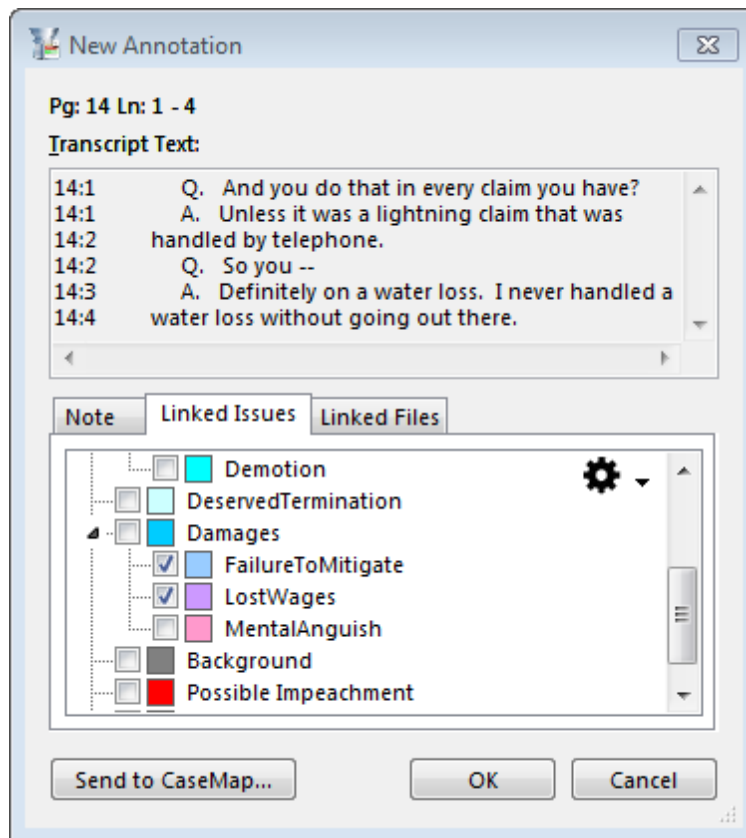 New Annotation
Pg: 14 Ln: 1 - 4
Transcript Text:
14:1 Q. And you do that in every claim you have?
14:1 A. Unless it was a lightning claim that was
14:2 handled by telephone.
14:2 Q. So you --
14:3 A. Definitely on a water loss. I never handled a
14:4 water loss without going out there.
Note Linked Issues Linked Files
Demotion
DeservedTermination
Damages
FailureToMitigate
LostWages
MentalAnguish
Background
Possible Impeachment
Send to CaseMap... OK Cancel